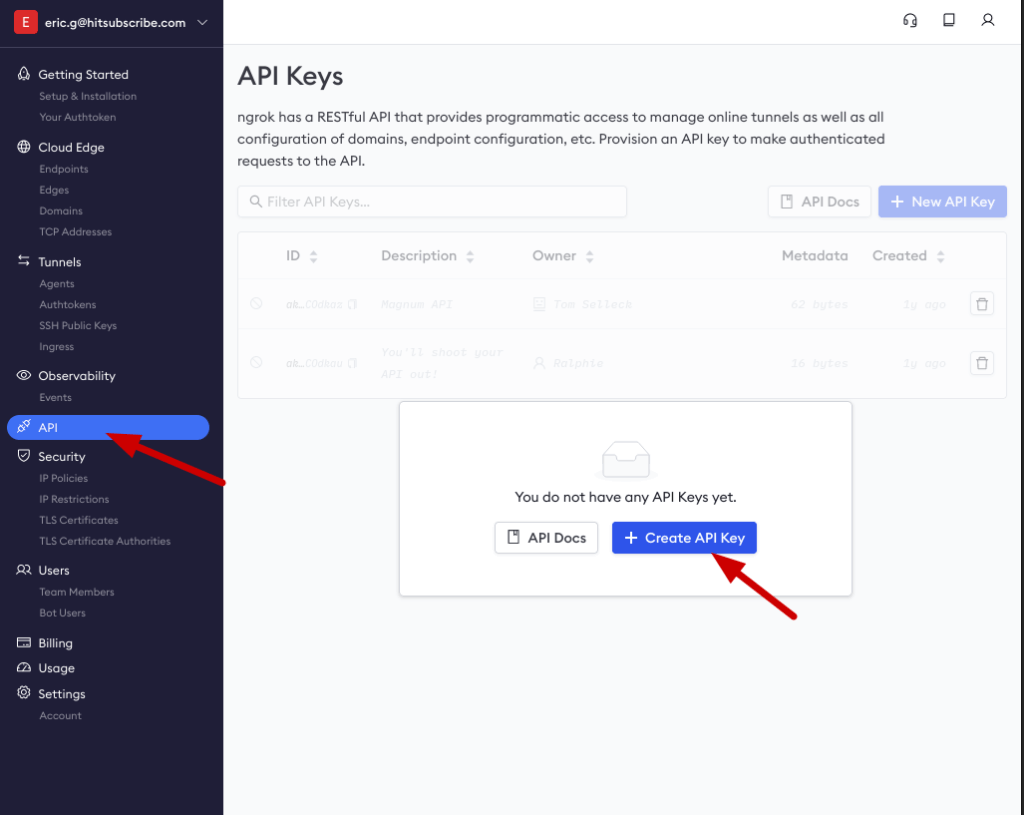 E eric.g@hitsubscribe.com
Getting Started
Setup & Installation
Your Authtoken
Cloud Edge
Endpoints
Edges
Domains
TCP Addresses
Tunnels
Agents
Authtokens
SSH Public Keys
Ingress
Observability
Events
API
Security
IP Policies
IP Restrictions
TLS Certificates
TLS Certificate Authorities
Users
Team Members
Bot Users
Billing
Usage
Settings
Account
API Keys
ngrok has a RESTful API that provides programmatic access to manage online tunnels as well as all
configuration of domains, endpoint configuration, etc. Provision an API key to make authenticated
requests to the API.
Filter API Keys...
API Docs
+ New API Key
ID Description Owner Metadata Created
Magnum API Tom Selleck 62 bytes 1y ago
You'll shoot your
API out! Ralphie 16 bytes 1y ago
You do not have any API Keys yet.
API Docs
+ Create API Key